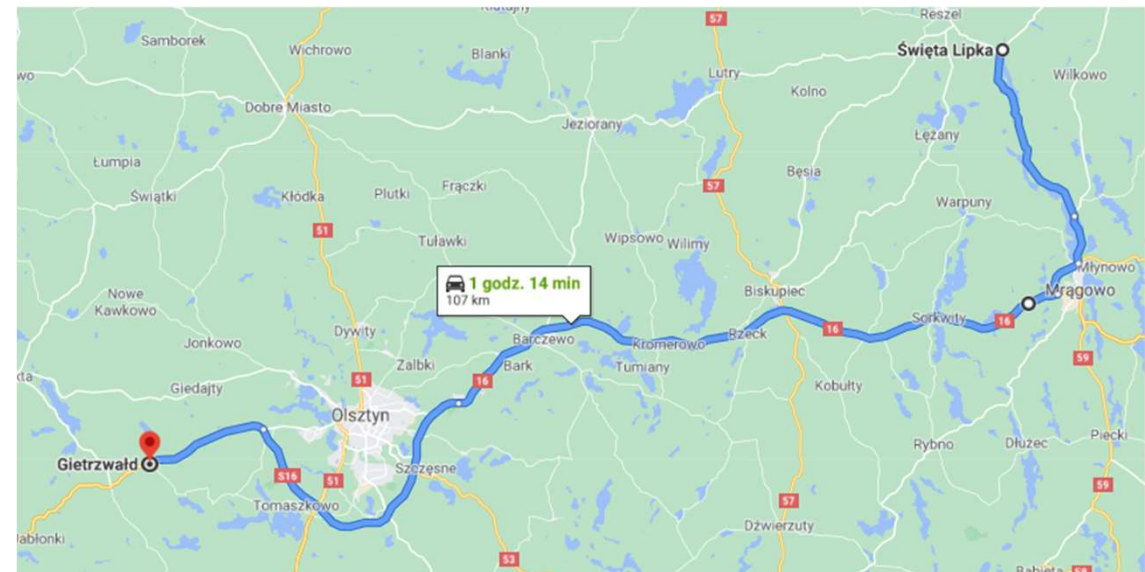 57
Reszel
Samborek
Wichrowo
Blanki
Święta Lipka
Lutry
Wilkowo
Kolno
Dobre Miasto
Jeziorany
Łężany
Łumpia
Bęsia
Frączki
57
Świątki
Kłódka
Plutki
Warpuny
51
Tuławki
Wipsowo
Wilimy
Młynowo
1 godz. 14 min
107 km
Biskupiec
Mrągowo
Nowe
Kawkowo
Sorkwity
16
Dywity
Barczewo
Kromerowo
Rzeck
16
Jonkowo
59
Zalbki
Bark
Tumiany
51
16
Kobułty
Giedajty
Olsztyn
Piecki
Rybno
Dłużec
Gietrzwałd
Szczęsne
S16
51
59
Tomaszkowo
57
Dźwierzuty
53